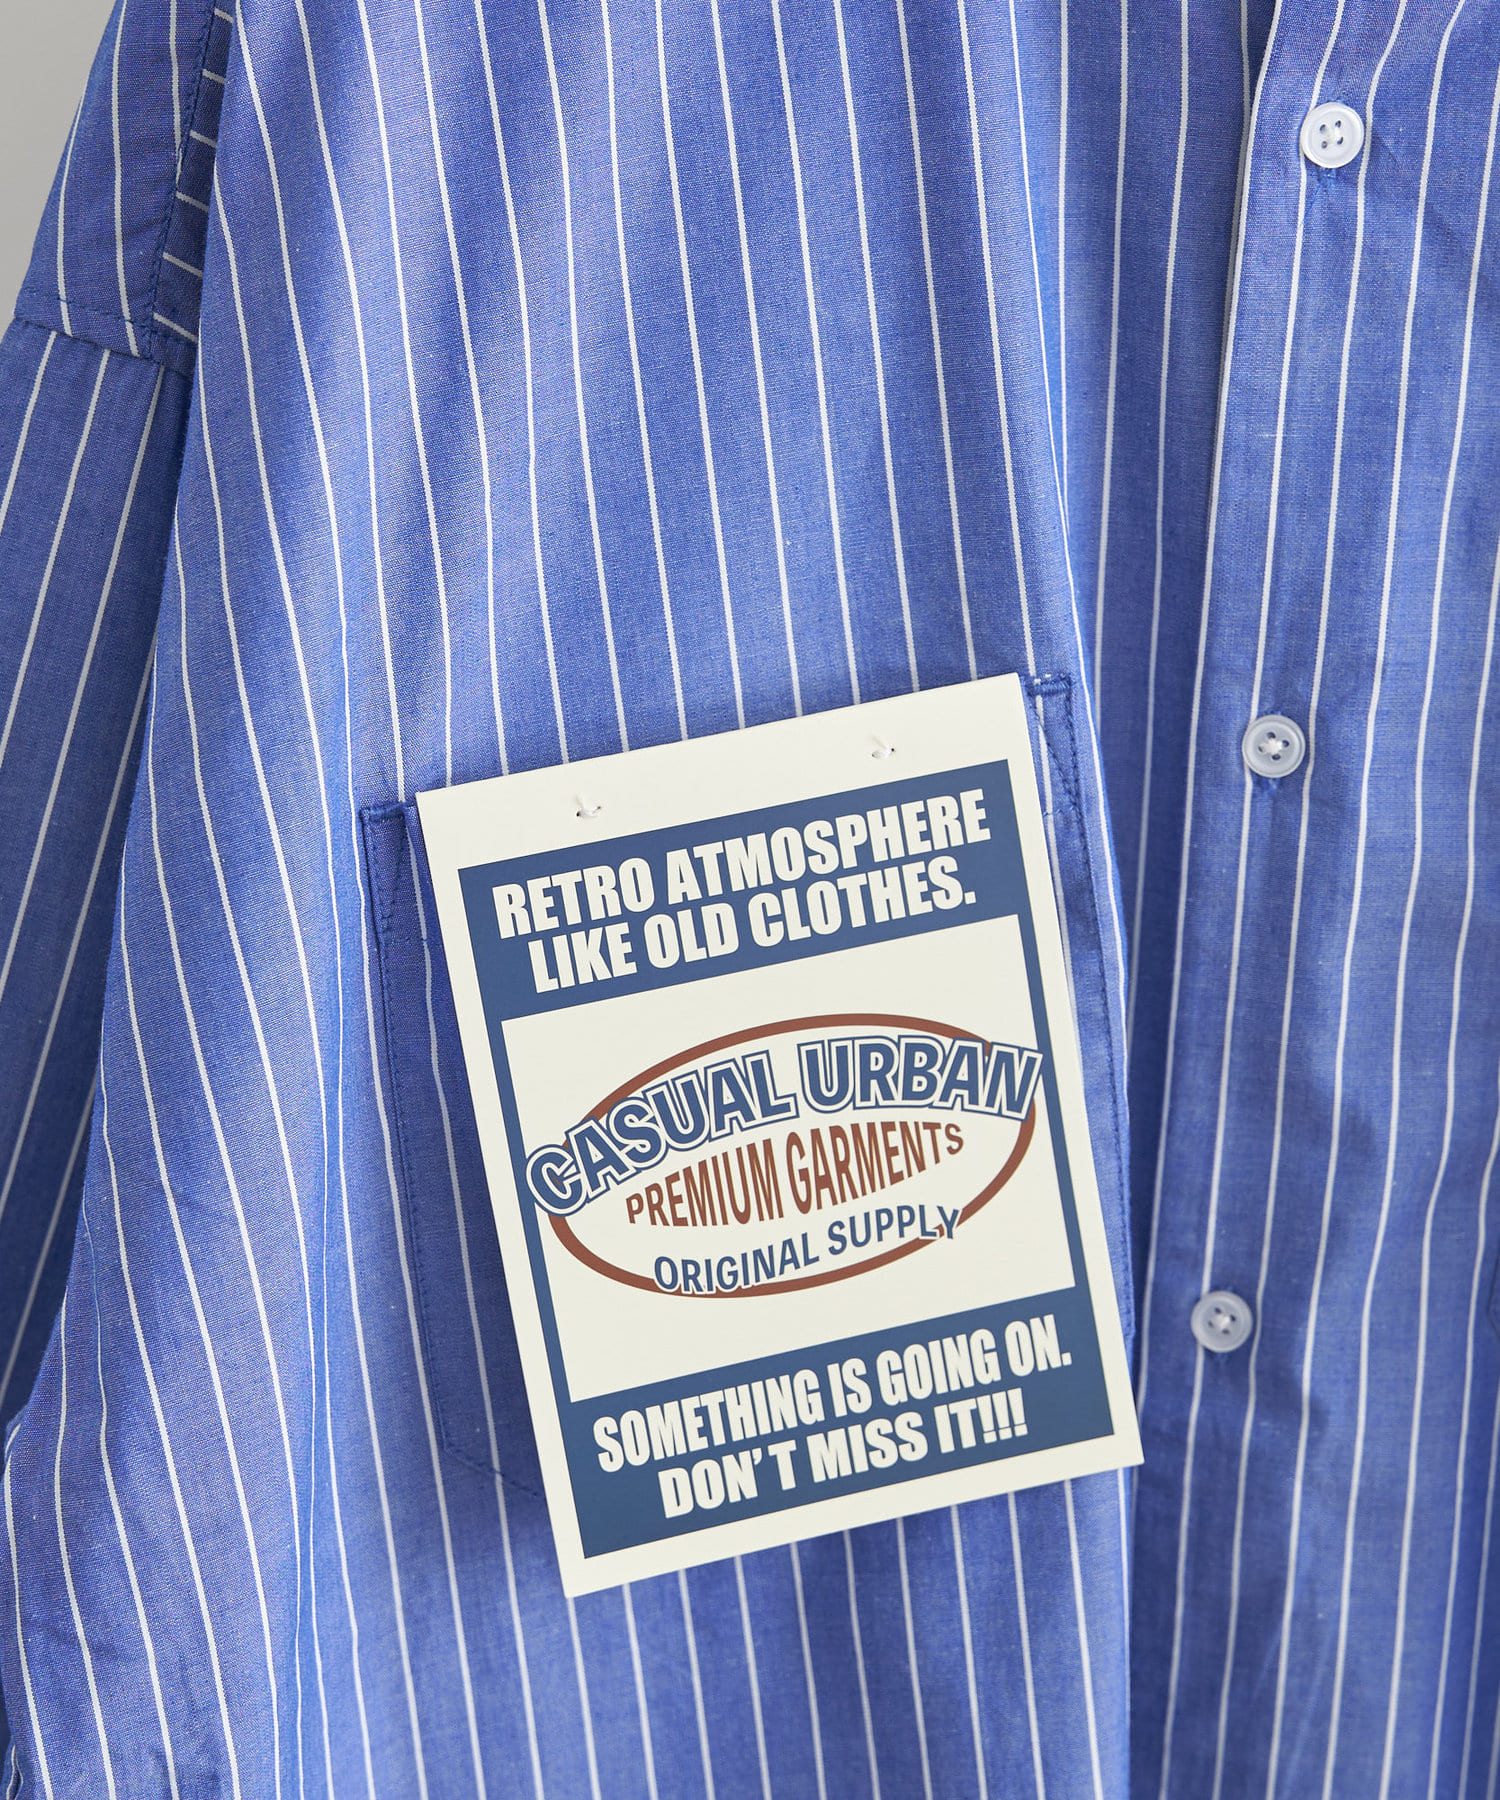 RETRO ATMOSPHERE
LIKE OLD CLOTHES.
CASUAL URBAN
PREMIUM GARMENTS
ORIGINAL SUPPLY
SOMETHING IS GOING ON.
DON'T MISS IT!!!